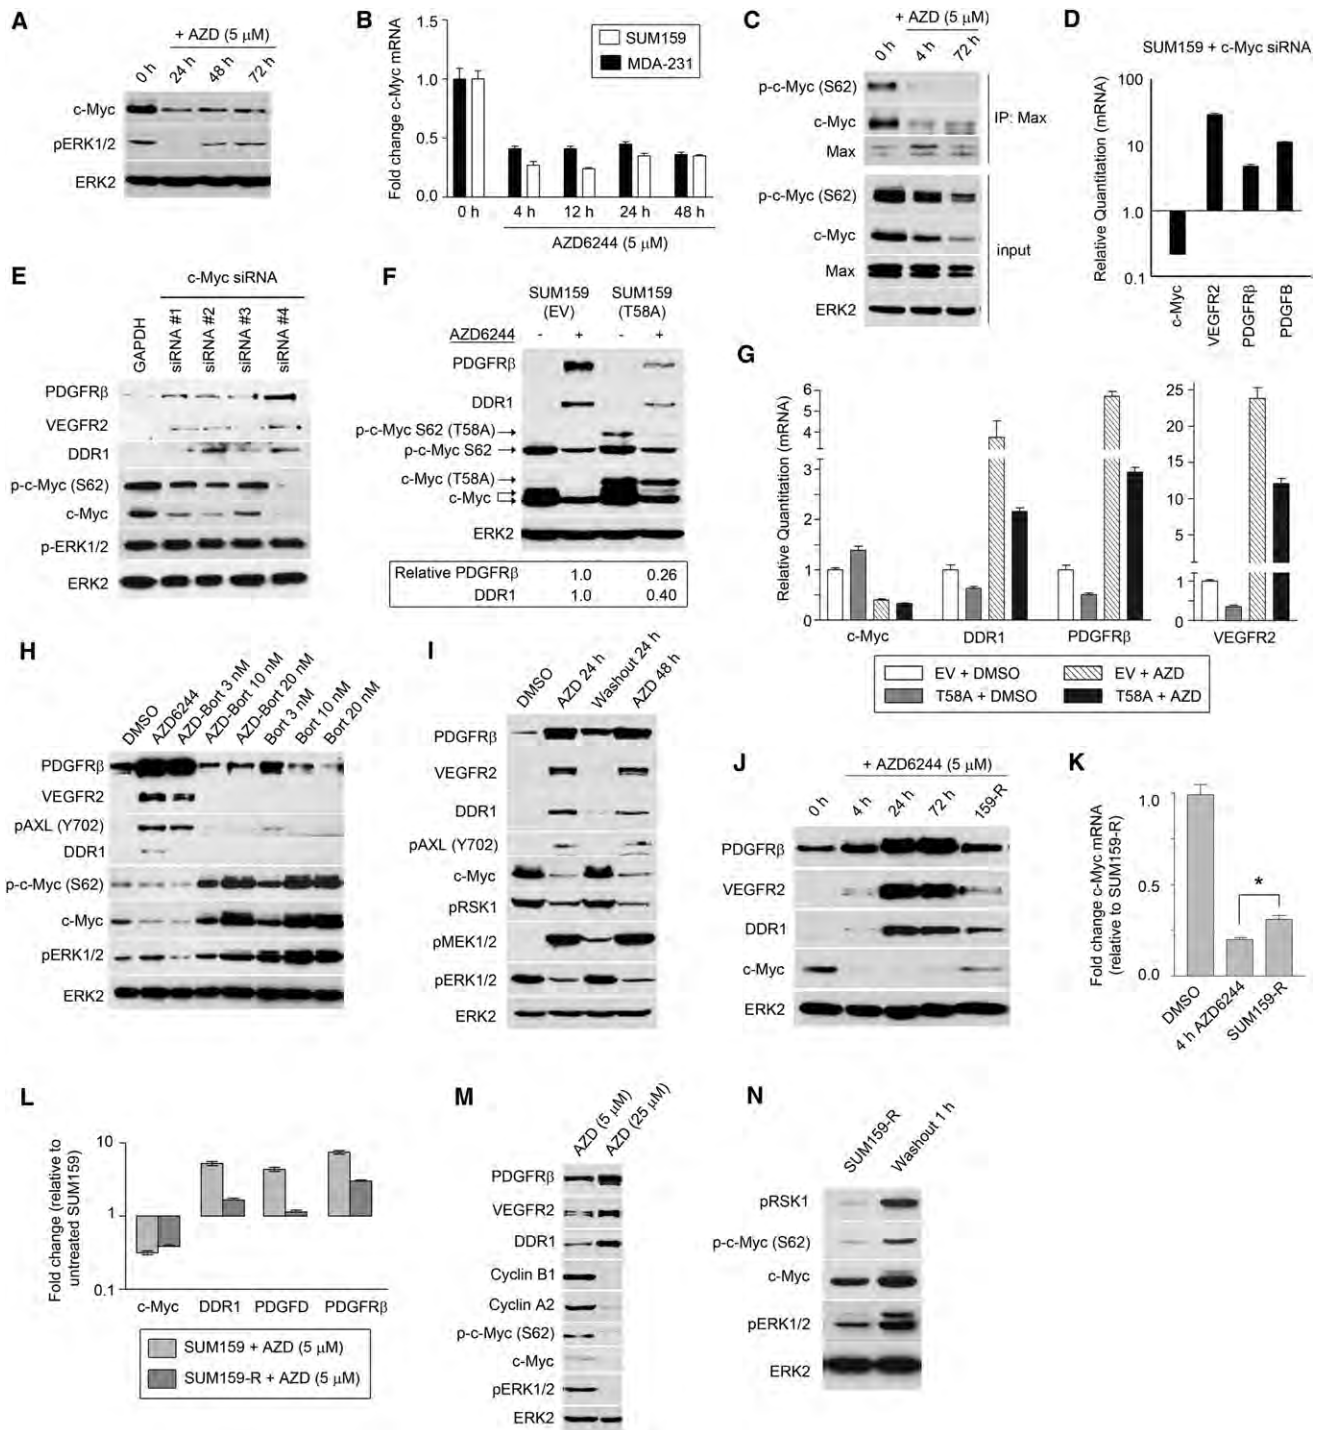 A
+ AZD (5 μM)
0 h 24 h 48 h 72 h
c-Myc
pERK1/2
ERK2
B
Fold change c-Myc mRNA
1.5
1.0
0.5
0.0
SUM159
MDA-231
0 h 4 h 12 h 24 h 48 h
AZD6244 (5 μM)
C
+ AZD (5 μM)
0 h 4 h 72 h
p-c-Myc (S62)
c-Myc
Max
IP: Max
p-c-Myc (S62)
c-Myc
Max
ERK2
input
D
SUM159 + c-Myc siRNA
Relative Quantitation (mRNA)
100
10
1.0
0.1
c-Myc VEGFR2 PDGFRβ PDGFB
E
c-Myc siRNA
GAPDH siRNA #1 siRNA #2 siRNA #3 siRNA #4
PDGFRβ
VEGFR2
DDR1
p-c-Myc (S62)
c-Myc
p-ERK1/2
ERK2
F
SUM159 SUM159
(EV) (T58A)
AZD6244 - + - +
PDGFRβ
DDR1
p-c-Myc S62 (T58A)
p-c-Myc S62
c-Myc (T58A)
c-Myc
ERK2
Relative PDGFRβ 1.0 0.26
DDR1 1.0 0.40
G
Relative Quantitation (mRNA)
6
5
4
3
2
1
0
c-Myc DDR1 PDGFRβ
25
20
15
10
5
1
0
VEGFR2
EV + DMSO EV + AZD
T58A + DMSO T58A + AZD
H
DMSO AZD6244 AZD-Bort 3 nM AZD-Bort 10 nM AZD-Bort 20 nM Bort 3 nM Bort 10 nM Bort 20 nM
PDGFRβ
VEGFR2
pAXL (Y702)
DDR1
p-c-Myc (S62)
c-Myc
pERK1/2
ERK2
I
DMSO AZD 24 h Washout 24 h AZD 48 h
PDGFRβ
VEGFR2
DDR1
pAXL (Y702)
c-Myc
pRSK1
pMEK1/2
pERK1/2
ERK2
J
+ AZD6244 (5 μM)
0 h 4 h 24 h 72 h 159-R
PDGFRβ
VEGFR2
DDR1
c-Myc
ERK2
K
Fold change c-Myc mRNA
(relative to SUM159-R)
1.0
0.5
0.0
*
DMSO 4 h AZD6244 SUM159-R
L
Fold change (relative to
untreated SUM159)
10
1
0.1
c-Myc DDR1 PDGFD PDGFRβ
SUM159 + AZD (5 μM)
SUM159-R + AZD (5 μM)
M
AZD (5 μM) AZD (25 μM)
PDGFRβ
VEGFR2
DDR1
Cyclin B1
Cyclin A2
p-c-Myc (S62)
c-Myc
pERK1/2
ERK2
N
SUM159-R Washout 1 h
pRSK1
p-c-Myc (S62)
c-Myc
pERK1/2
ERK2